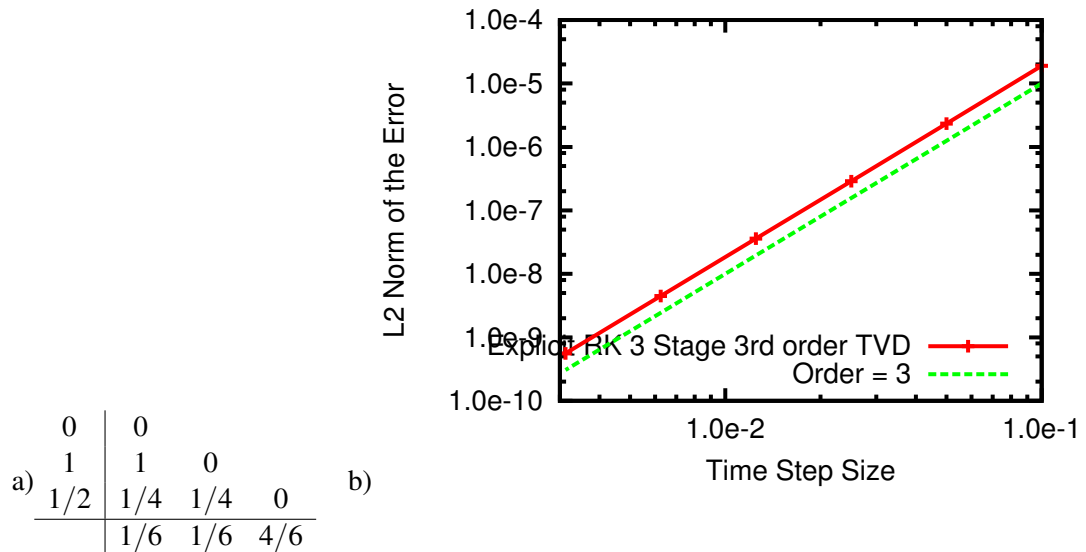 1.0e-4
1.0e-5
1.0e-6
1.0e-7
1.0e-8
1.0e-9
1.0e-10
L2 Norm of the Error
Explicit RK 3 Stage 3rd order TVD
Order = 3
1.0e-2 1.0e-1
Time Step Size
a)
0 0
1 1 0
1/2 1/4 1/4 0
1/6 1/6 4/6
b)